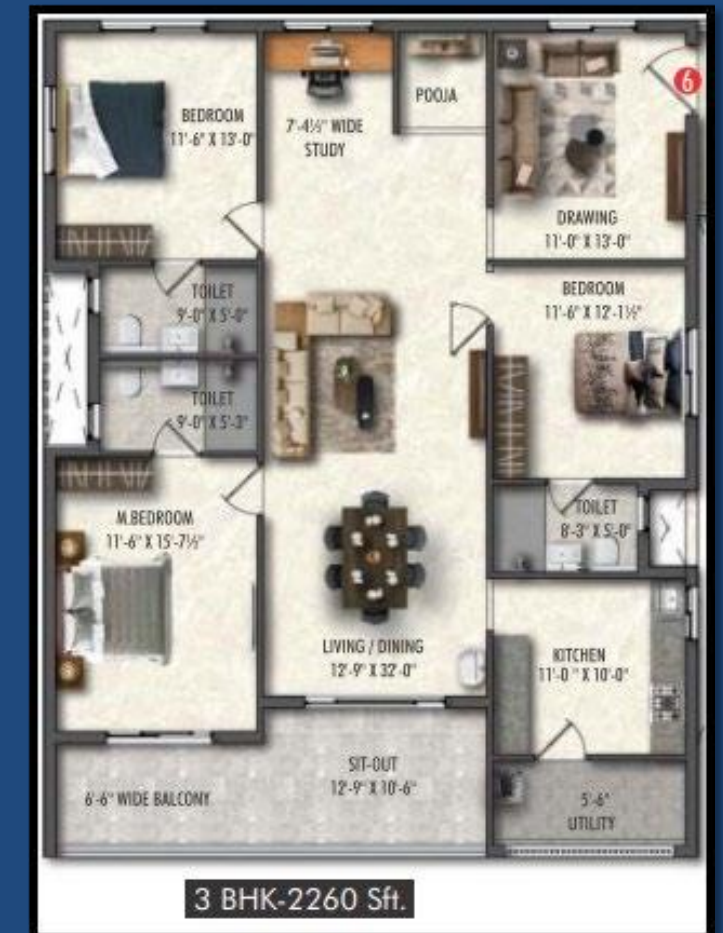 BEDROOM
11'-6" X 13'-0"
7'-4½" WIDE
STUDY
POOJA
6
DRAWING
11'-0" X 13'-0"
TOILET
9'-0" X 5'-0"
BEDROOM
11'-6" X 12'-1½"
TOILET
9'-0" X 5'-3"
M.BEDROOM
11'-6" X 15'-7½"
TOILET
8'-3" X 5'-0"
LIVING / DINING
12'-9" X 32'-0"
KITCHEN
11'-0" X 10'-0"
6'-6" WIDE BALCONY
SIT-OUT
12'-9" X 10'-6"
5'-6"
UTILITY
3 BHK-2260 Sft.